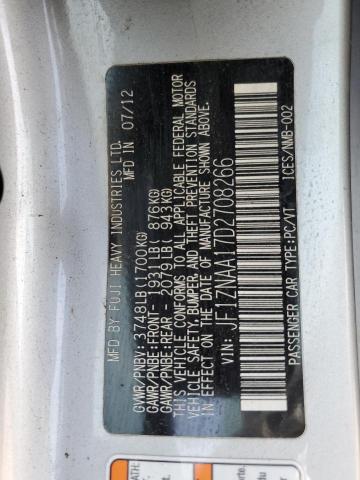 MFD BY FUJI HEAVY INDUSTRIES LTD.
MFD IN 07/12
GVWR/PNBV: 3748LB(1700KG)
GAWR/PNBE:FRONT- 1931LB( 876KG)
GAWR/PNBE:REAR - 2079LB( 943KG)
THIS VEHICLE CONFORMS TO ALL APPLICABLE FEDERAL MOTOR
VEHICLE SAFETY, BUMPER, AND THEFT PREVENTION STANDARDS
IN EFFECT ON THE DATE OF MANUFACTURE SHOWN ABOVE.
VIN: JF1ZNAA17D2708266
ICES/NMB-002
PASSENGER CAR/TYPE:PC/VT